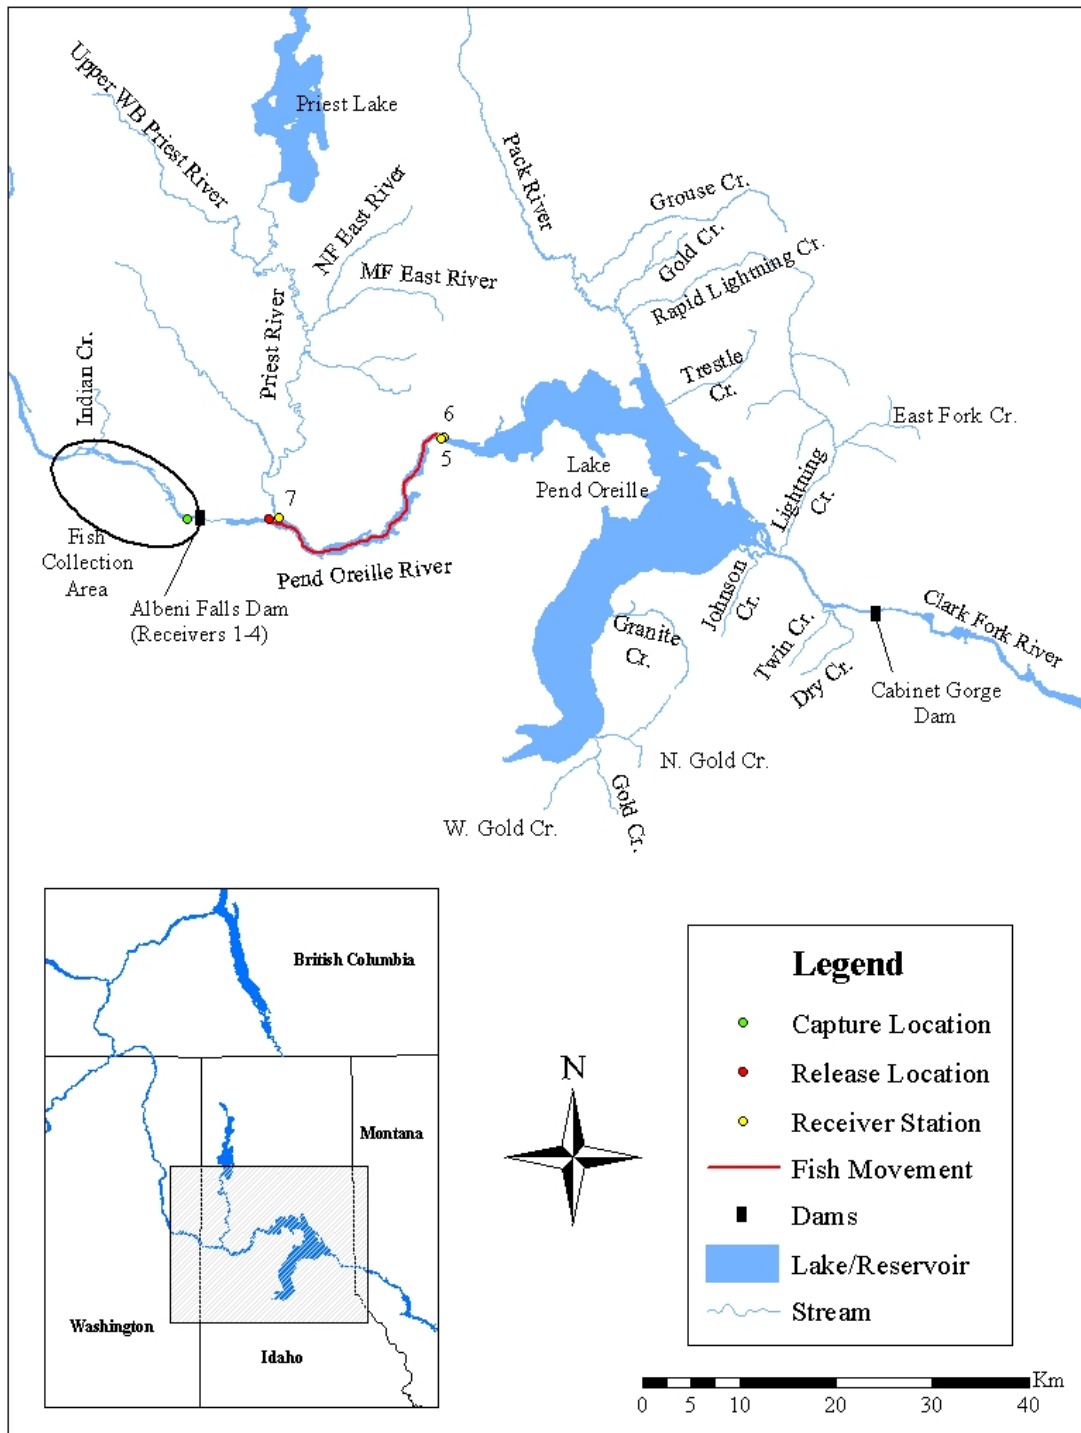 Priest Lake
Upper WB Priest River
Pack River
NF East River
Grouse Cr.
Gold Cr.
MF East River
Rapid Lightning Cr.
Priest River
Indian Cr.
Trestle
Cr.
6
5
East Fork Cr.
Lake
Pend Oreille
Lightning
Cr.
7
Fish
Collection
Area
Pend Oreille River
Albeni Falls Dam
(Receivers 1-4)
Johnson
Cr.
Clark Fork River
Granite
Cr.
Twin Cr.
Dry Cr.
Cabinet Gorge
Dam
N. Gold Cr.
Gold Cr.
W. Gold Cr.
British Columbia
Montana
Washington
Idaho
N
Legend
Capture Location
Release Location
Receiver Station
Fish Movement
Dams
Lake/Reservoir
Stream
Km
0 5 10 20 30 40